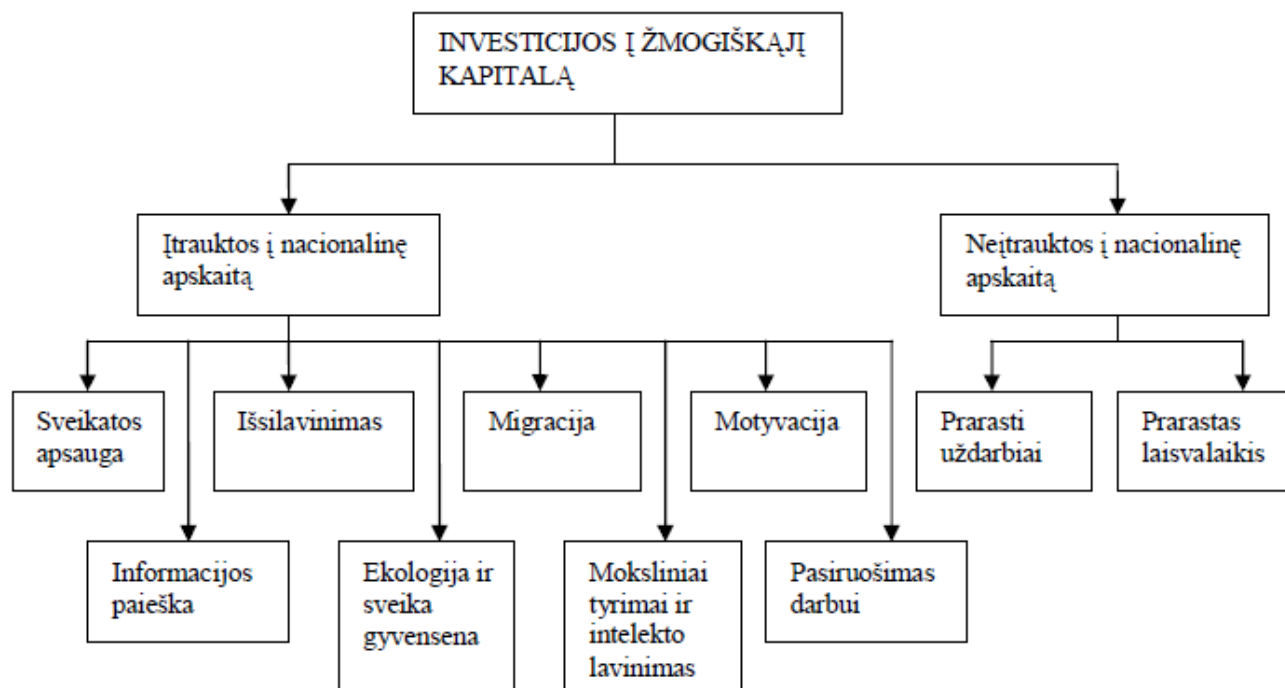 INVESTICIJOS Į ŽMOGIŠKĄJĮ
KAPITALĄ
Įtrauktos į nacionalinę
apskaitą
Neįtrauktos į nacionalinę
apskaitą
Sveikatos
apsauga
Išsilavinimas
Migracija
Motyvacija
Prarasti
uždarbiai
Prarastas
laisvalaikis
Informacijos
paieška
Ekologija ir
sveika
gyvensena
Moksliniai
tyrimai ir
intelekto
lavinimas
Pasiruošimas
darbui